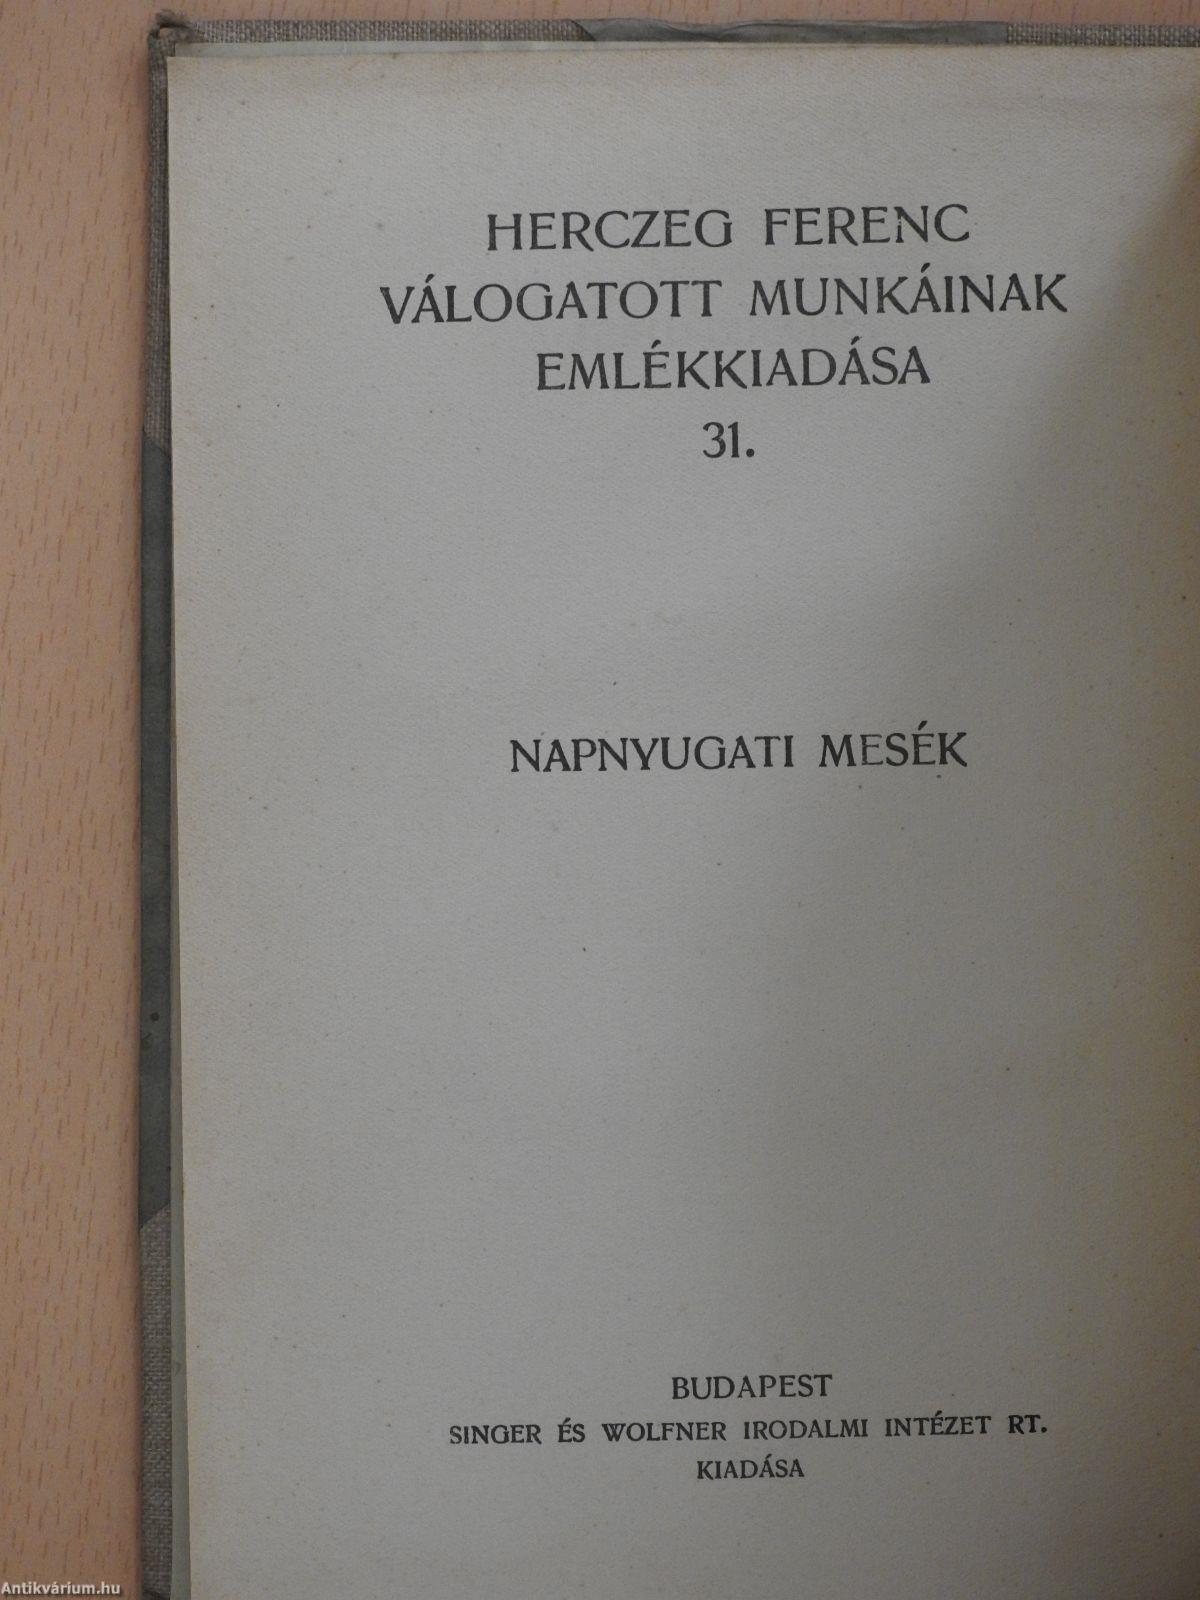 HERCZEG FERENC
VÁLOGATOTT MUNKÁINAK
EMLÉKKIADÁSA
31.
NAPNYUGATI MESÉK
BUDAPEST
SINGER ÉS WOLFNER IRODALMI INTÉZET RT.
KIADÁSA
Antikvárium.hu